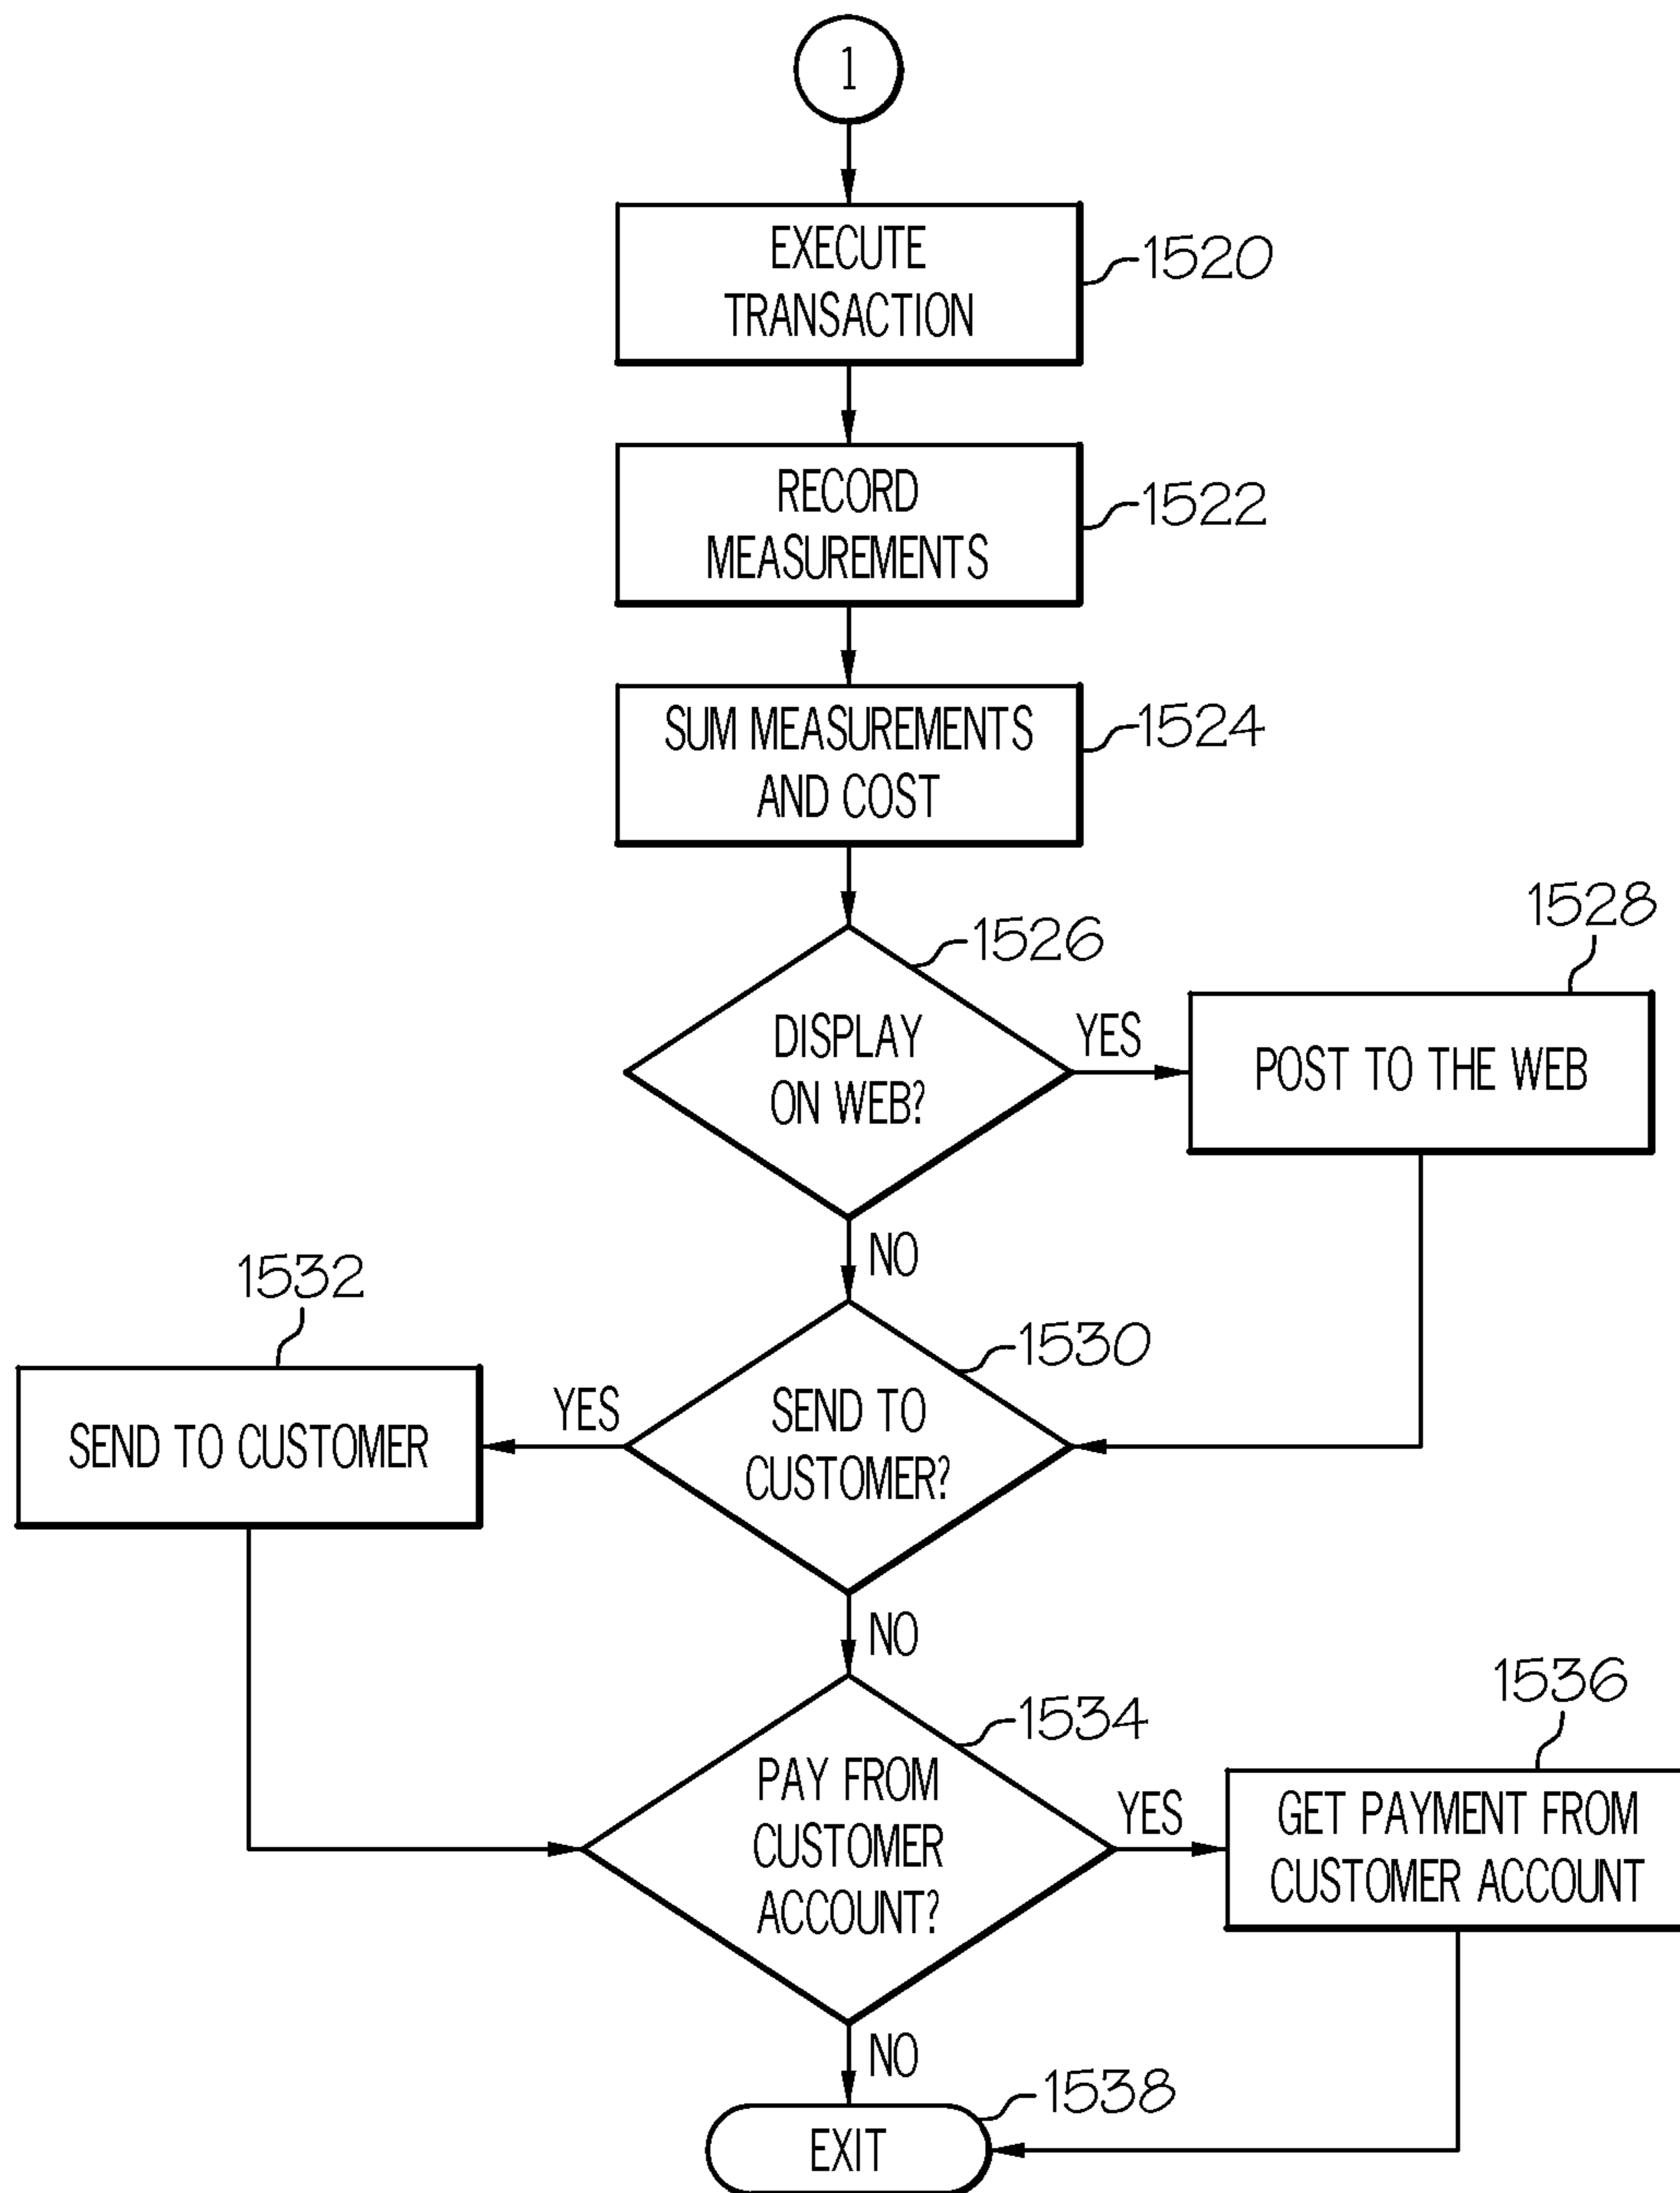 1
EXECUTE
TRANSACTION
1520
RECORD
MEASUREMENTS
1522
SUM MEASUREMENTS
AND COST
1524
1526
DISPLAY
ON WEB?
YES
1528
POST TO THE WEB
NO
1532
SEND TO CUSTOMER
YES
1530
SEND TO
CUSTOMER?
NO
1534
PAY FROM
CUSTOMER
ACCOUNT?
YES
1536
GET PAYMENT FROM
CUSTOMER ACCOUNT
NO
1538
EXIT